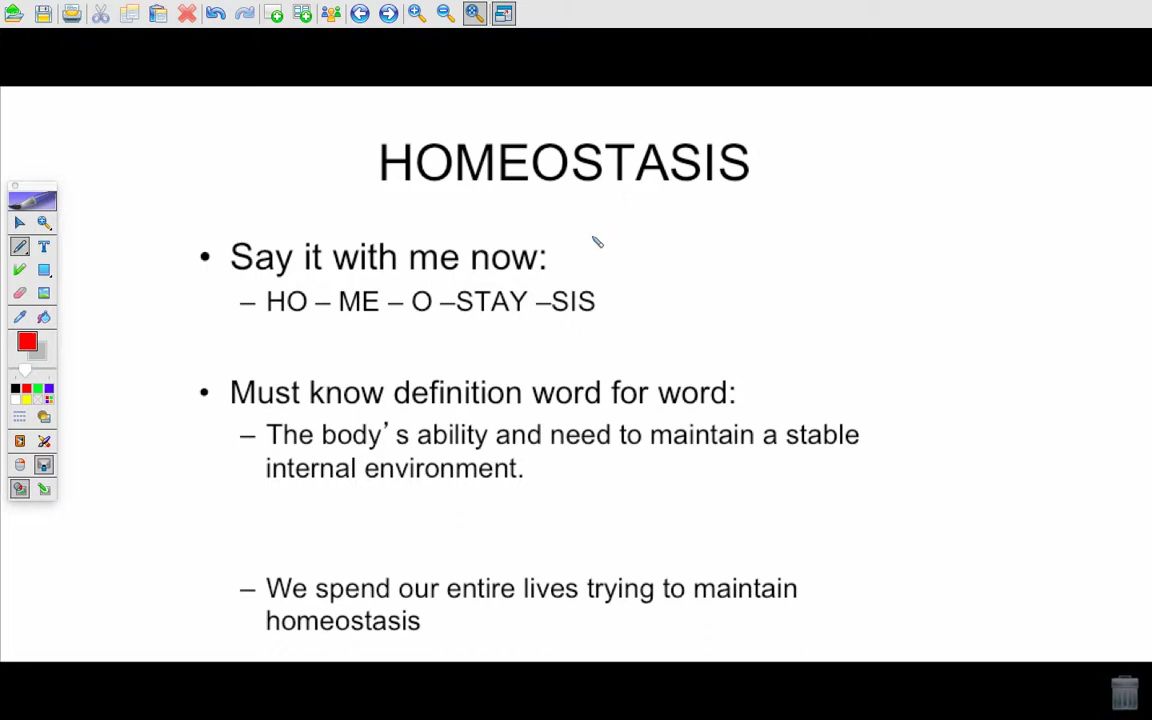 HOMEOSTASIS
• Say it with me now:
– HO – ME – O –STAY –SIS
• Must know definition word for word:
– The body’s ability and need to maintain a stable
internal environment.
– We spend our entire lives trying to maintain
homeostasis